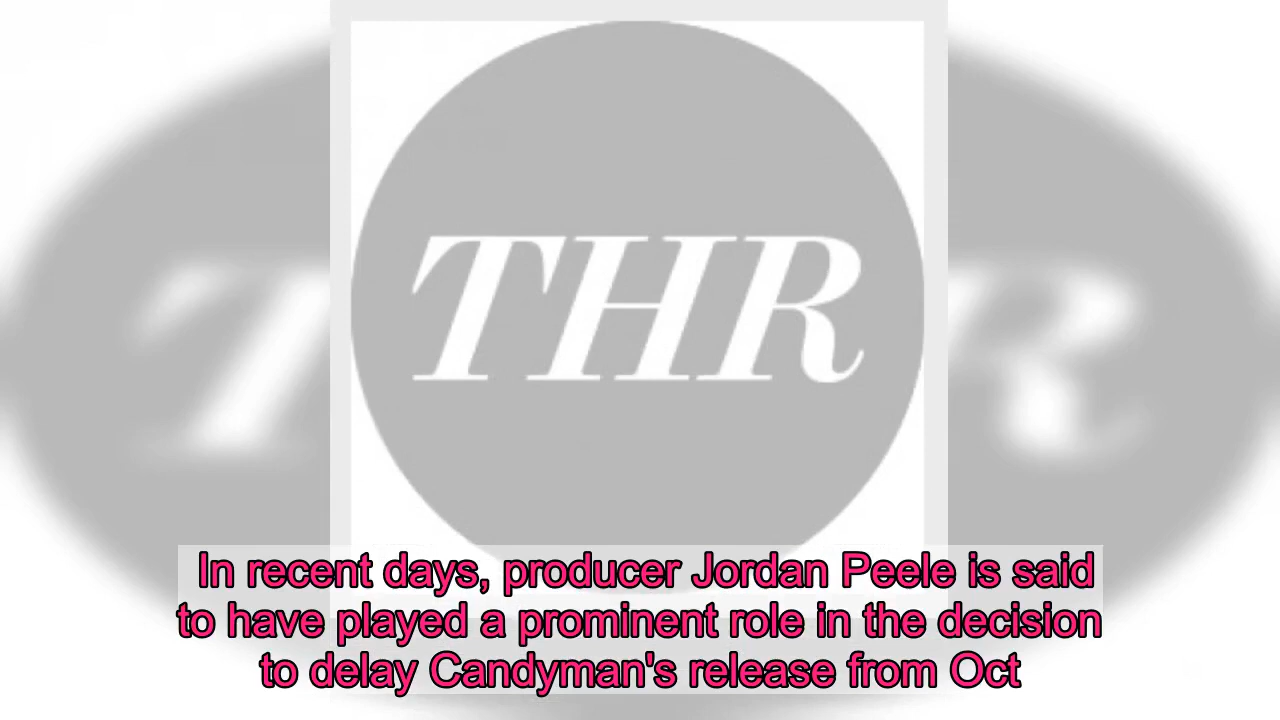 THR
In recent days, producer Jordan Peele is said
to have played a prominent role in the decision
to delay Candyman's release from Oct